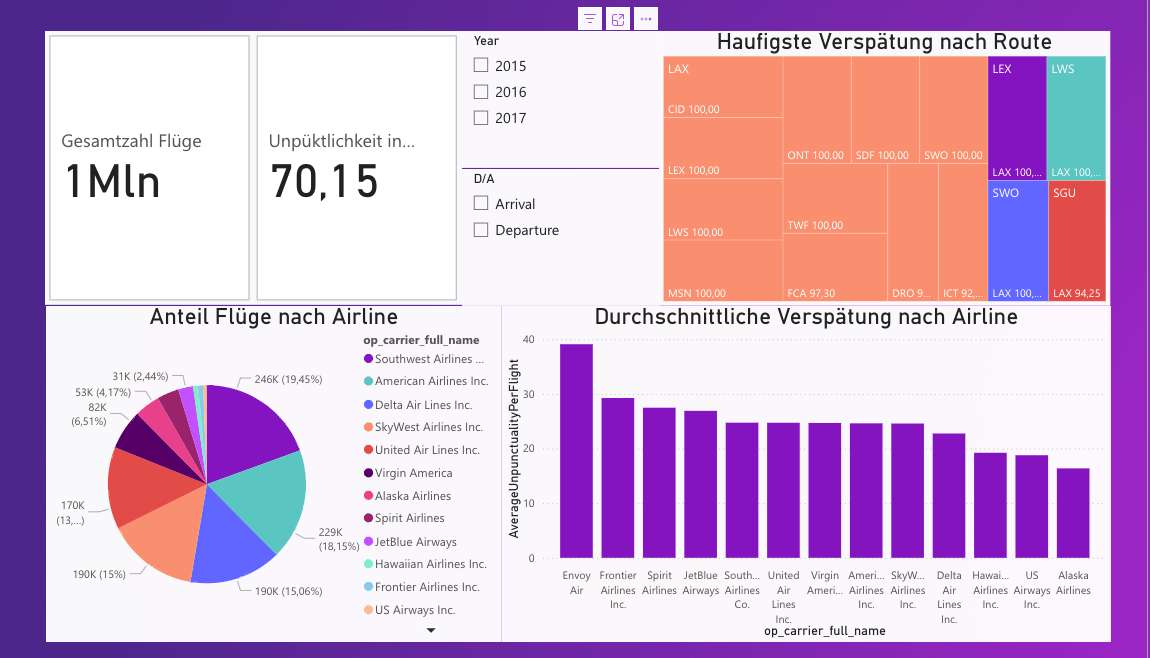 Gesamtzahl Flüge
1Mln
Unpüktlichkeit in...
70,15
Year
2015
2016
2017
D/A
Arrival
Departure
Haufigste Verspätung nach Route
LAX
CID 100,00
LEX 100,00
LWS 100,00
MSN 100,00
ONT 100,00
SDF 100,00
SWO 100,00
TWF 100,00
FCA 97,30
DRO 9...
ICT 92,...
LEX
LAX 100,...
LWS
LAX 100,...
SWO
LAX 100,...
SGU
LAX 94,25
Anteil Flüge nach Airline
31K (2,44%)
53K (4,17%)
82K
(6,51%)
170K
(13,...)
190K (15%)
246K (19,45%)
229K
(18,15%)
190K (15,06%)
op_carrier_full_name
Southwest Airlines ...
American Airlines Inc.
Delta Air Lines Inc.
SkyWest Airlines Inc.
United Air Lines Inc.
Virgin America
Alaska Airlines
Spirit Airlines
JetBlue Airways
Hawaiian Airlines Inc.
Frontier Airlines Inc.
US Airways Inc.
Durchschnittliche Verspätung nach Airline
AverageUnpunctualityPerFlight
40
30
20
10
0
Envoy
Air
Frontier
Airlines
Inc.
Spirit
Airlines
JetBlue
Airways
South...
Airlines
Co.
United
Air
Lines
Inc.
Virgin
Ameri...
Ameri...
Airlines
Inc.
SkyW...
Airlines
Inc.
Delta
Air
Lines
Inc.
Hawai...
Airlines
Inc.
US
Airways
Inc.
Alaska
Airlines
op_carrier_full_name